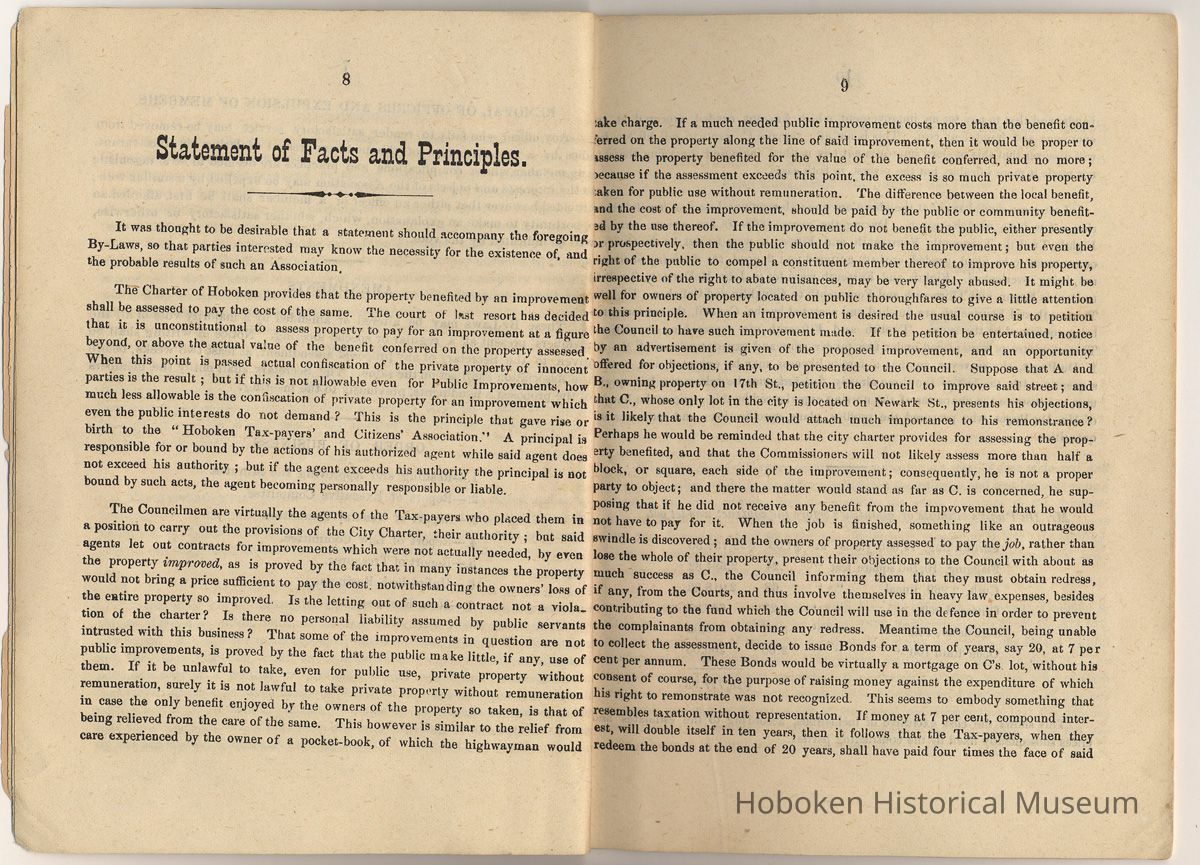 8
Statement of Facts and Principles.
It was thought to be desirable that a statement should accompany the foregoing
By-Laws, so that parties interested may know the necessity for the existence of, and
the probable results of such an Association.
The Charter of Hoboken provides that the property benefited by an improvement
shall be assessed to pay the cost of the same. The court of last resort has decided
that it is unconstitutional to assess property to pay for an improvement at a figure
beyond, or above the actual value of the benefit conferred on the property assessed
When this point is passed actual confiscation of the private property of innocent
parties is the result ; but if this is not allowable even for Public Improvements, how
much less allowable is the confiscation of private property for an improvement which
even the public interests do not demand ? This is the principle that gave rise or
birth to the “ Hoboken Tax-payers’ and Citizens’ Association.” A principal is
responsible for or bound by the actions of his authorized agent while said agent does
not exceed his authority ; but if the agent exceeds his authority the principal is not
bound by such acts, the agent becoming personally responsible or liable.
The Councilmen are virtually the agents of the Tax-payers who placed them in
a position to carry out the provisions of the City Charter, their authority ; but said
agents let out contracts for improvements which were not actually needed, by even
the property improved, as is proved by the fact that in many instances the property
would not bring a price sufficient to pay the cost. notwithstanding the owners’ loss of
the entire property so improved. Is the letting out of such a contract not a viola-
tion of the charter ? Is there no personal liability assumed by public servants
intrusted with this business ? That some of the improvements in question are not
public improvements, is proved by the fact that the public make little, if any, use of
them. If it be unlawful to take, even for public use, private property without
remuneration, surely it is not lawful to take private property without remuneration
in case the only benefit enjoyed by the owners of the property so taken, is that of
being relieved from the care of the same. This however is similar to the relief from
care experienced by the owner of a pocket-book, of which the highwayman would
9
take charge. If a much needed public improvement costs more than the benefit con-
ferred on the property along the line of said improvement, then it would be proper to
assess the property benefited for the value of the benefit conferred, and no more ;
because if the assessment exceeds this point, the excess is so much private property
taken for public use without remuneration. The difference between the local benefit,
and the cost of the improvement, should be paid by the public or community benefit-
ed by the use thereof. If the improvement do not benefit the public, either presently
or prospectively, then the public should not make the improvement ; but even the
right of the public to compel a constituent member thereof to improve his property,
irrespective of the right to abate nuisances, may be very largely abused. It might be
well for owners of property located on public thoroughfares to give a little attention
to this principle. When an improvement is desired the usual course is to petition
the Council to have such improvement made. If the petition be entertained, notice
by an advertisement is given of the proposed improvement, and an opportunity
offered for objections, if any, to be presented to the Council. Suppose that A and
B., owning property on 17th St., petition the Council to improve said street ; and
that C., whose only lot in the city is located on Newark St., presents his objections,
is it likely that the Council would attach much importance to his remonstrance ?
Perhaps he would be reminded that the city charter provides for assessing the prop-
erty benefited, and that the Commissioners will not likely assess more than half a
block, or square, each side of the improvement ; consequently, he is not a proper
party to object ; and there the matter would stand as far as C. is concerned, he sup-
posing that if he did not receive any benefit from the improvement that he would
not have to pay for it. When the job is finished, something like an outrageous
swindle is discovered ; and the owners of property assessed to pay the job, rather than
lose the whole of their property, present their objections to the Council with about as
much success as C., the Council informing them that they must obtain redress,
if any, from the Courts, and thus involve themselves in heavy law expenses, besides
contributing to the fund which the Council will use in the defence in order to prevent
the complainants from obtaining any redress. Meantime the Council, being unable
to collect the assessment, decide to issue Bonds for a term of years, say 20, at 7 per
cent per annum. These Bonds would be virtually a mortgage on C’s. lot, without his
consent of course, for the purpose of raising money against the expenditure of which
his right to remonstrate was not recognized. This seems to embody something that
resembles taxation without representation. If money at 7 per cent, compound inter-
est, will double itself in ten years, then it follows that the Tax-payers, when they
redeem the bonds at the end of 20 years, shall have paid four times the face of said
Hoboken Historical Museum